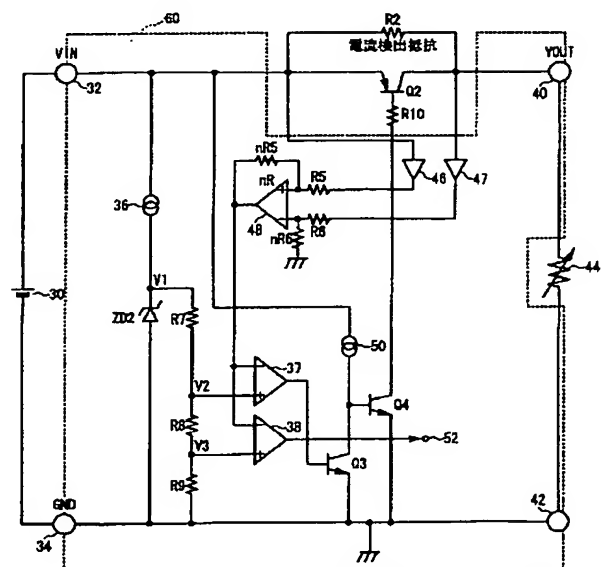 60
R2
VIN
電流検出抵抗
VOUT
32
Q2
40
R10
nR5
46
47
36
nR
R5
48
R6
nR6
44
V1
30
ZD2
R7
50
37
V2
Q4
R8
38
V3
52
Q3
R9
GND
42
34